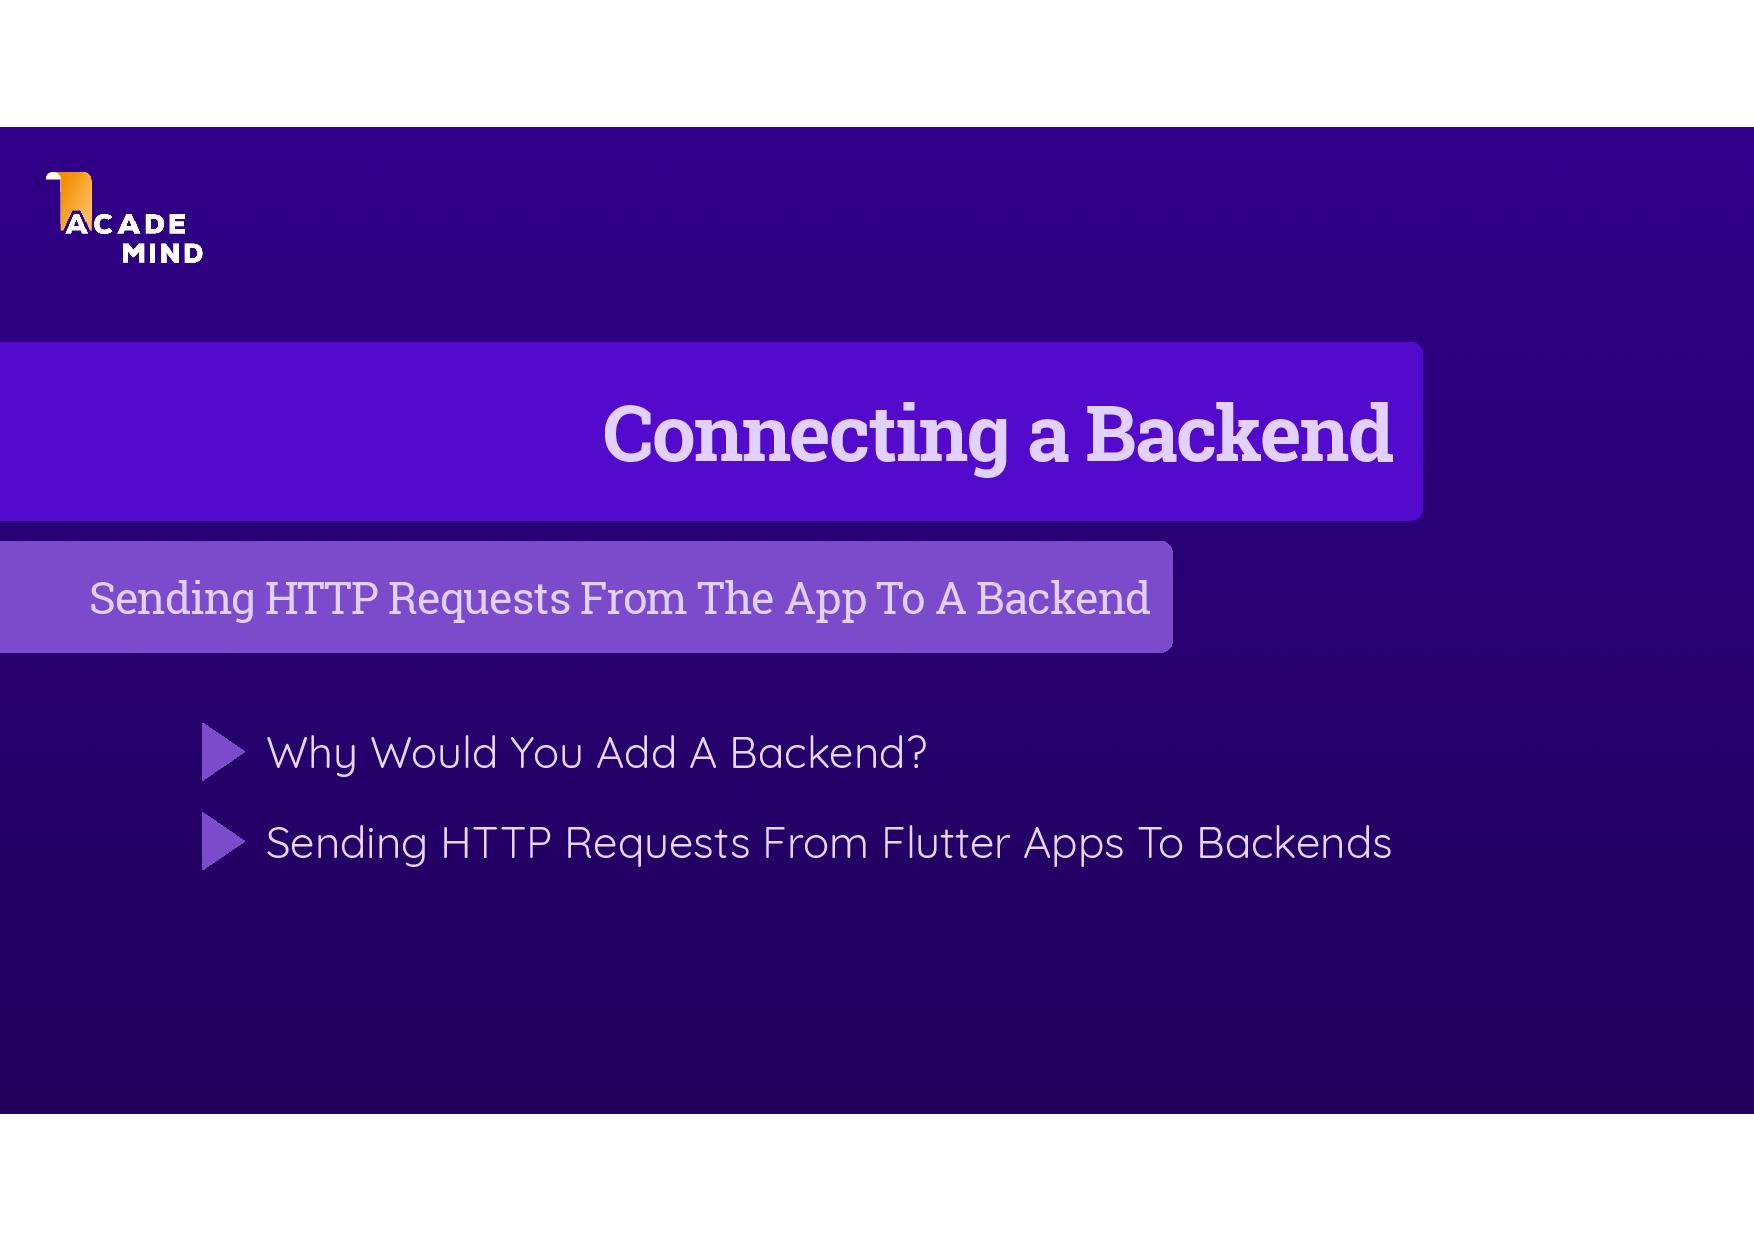 ACADE
MIND
Connecting a Backend
Sending HTTP Requests From The App To A Backend
Why Would You Add A Backend?
Sending HTTP Requests From Flutter Apps To Backends